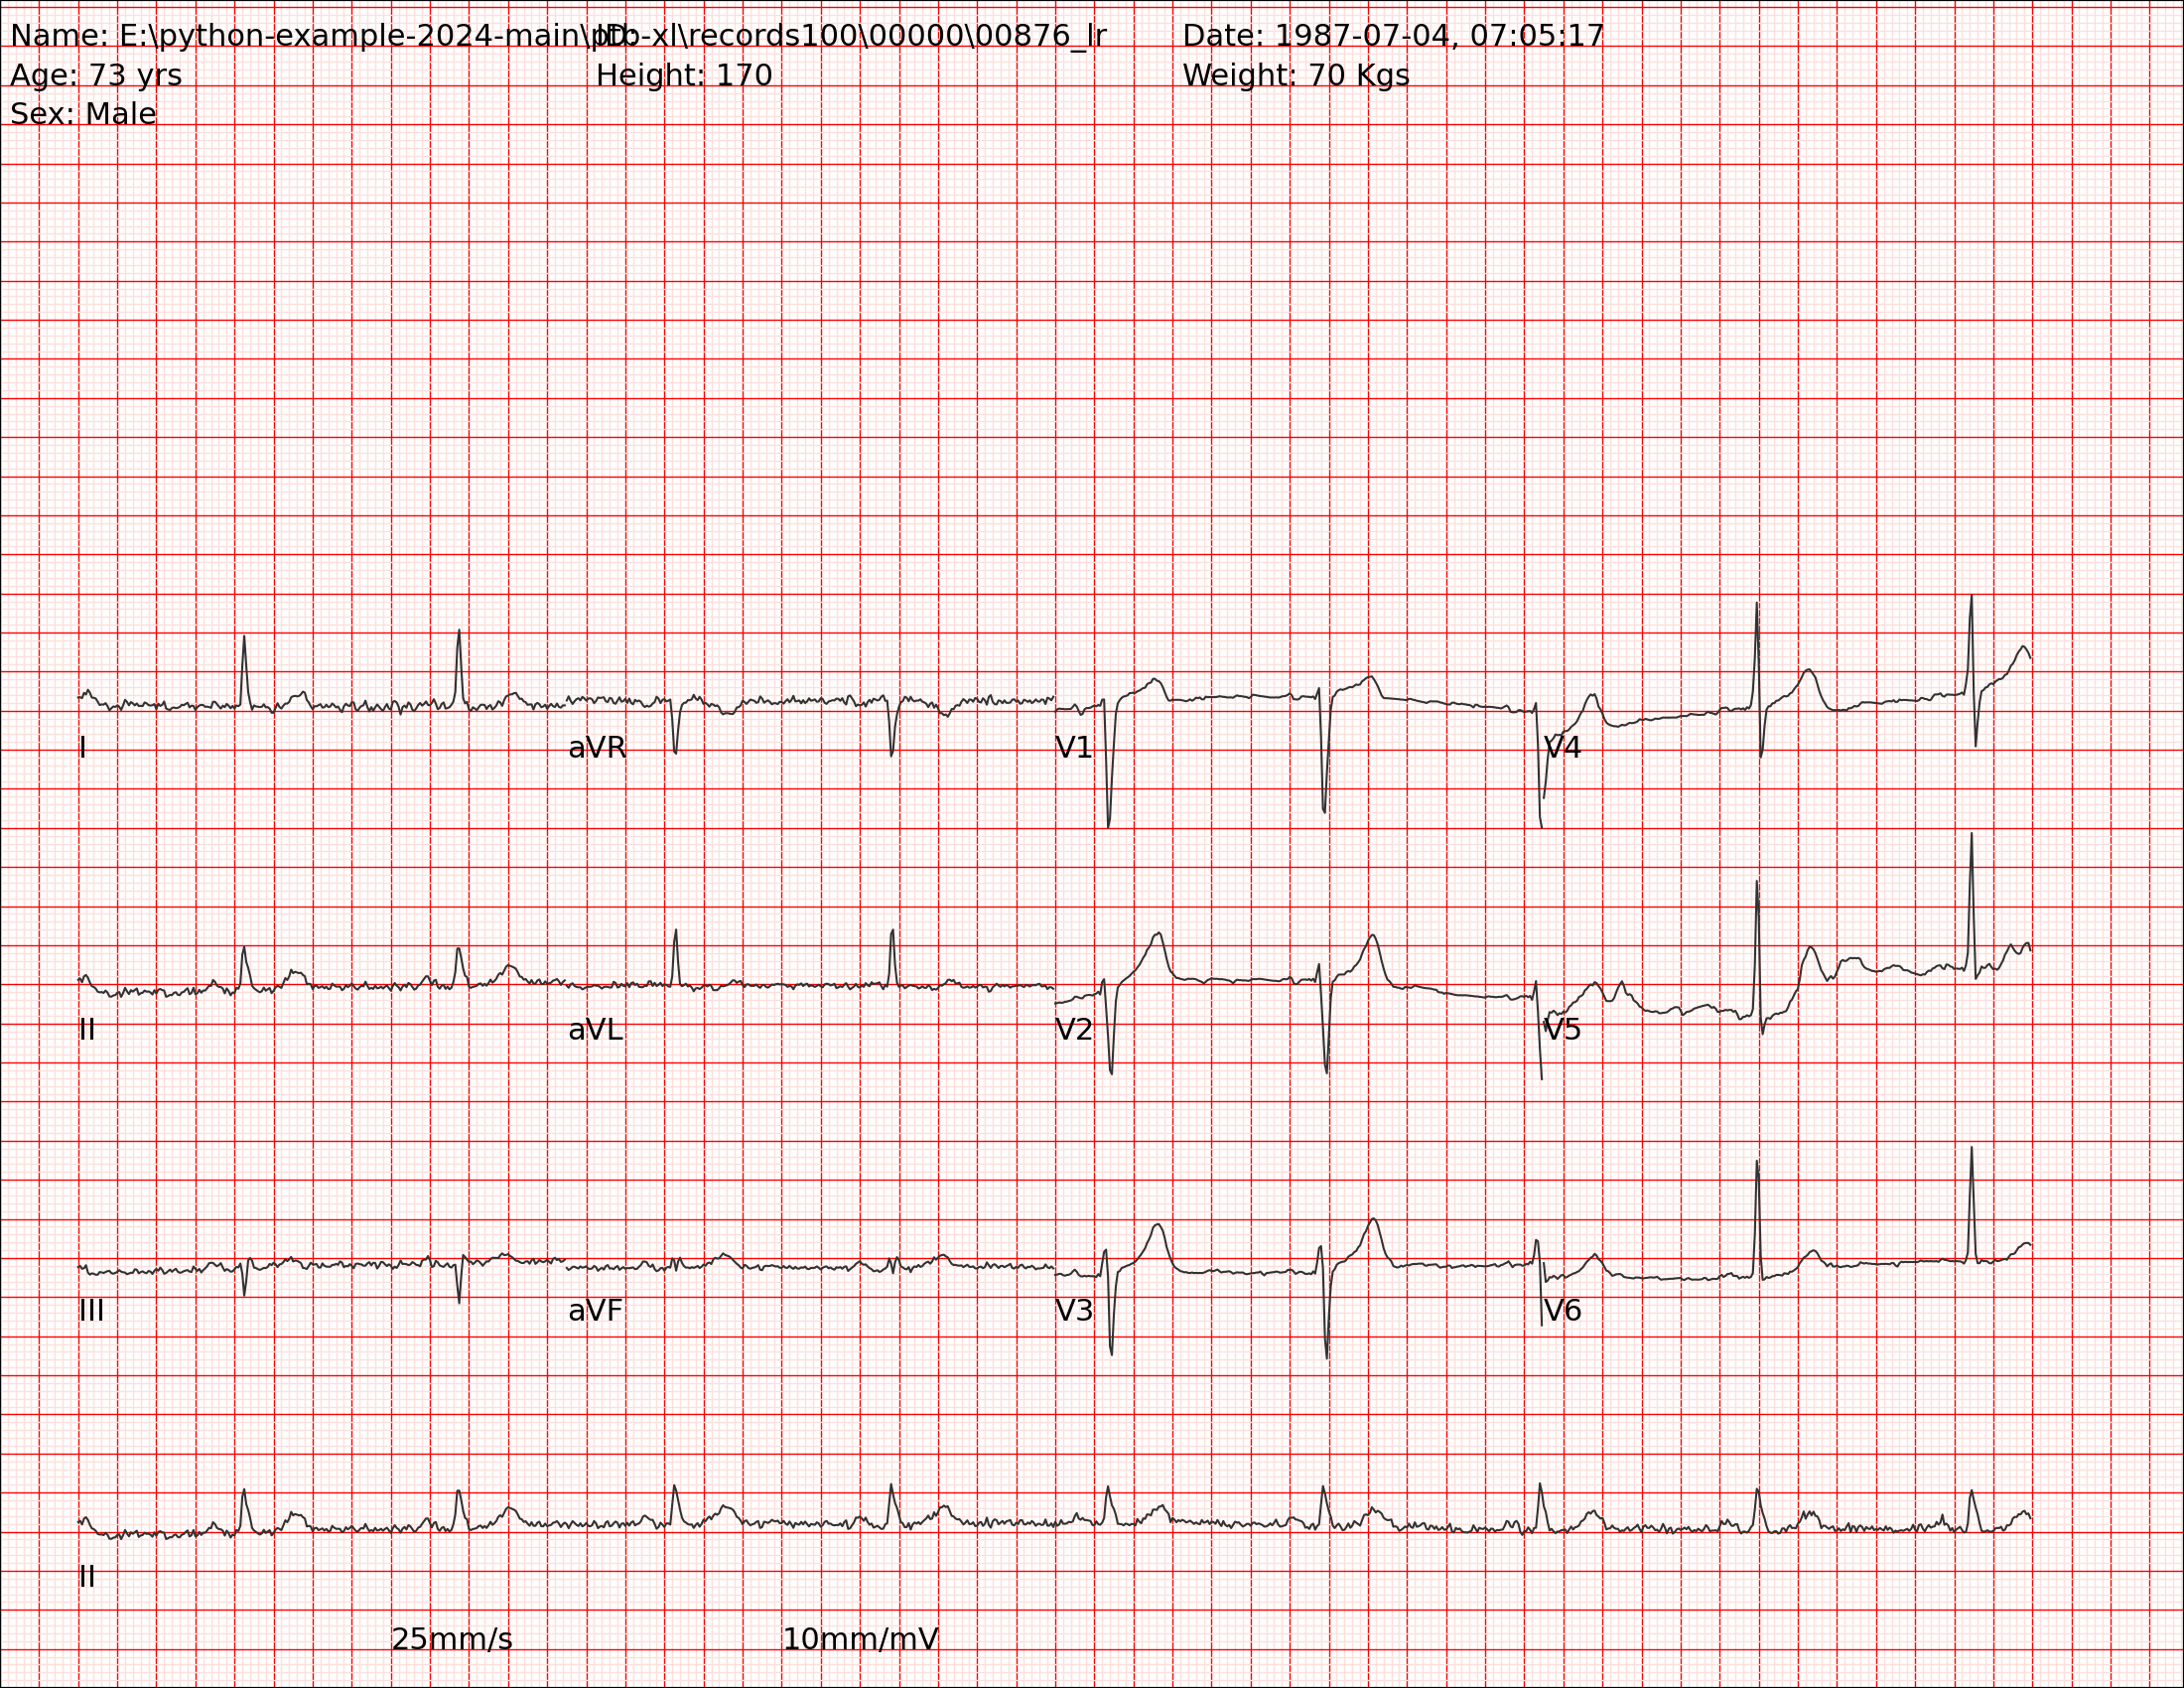 Name: E:\python-example-2024-main\ptb-xl\records100\00000\00876_lr ID: Date: 1987-07-04, 07:05:17
Age: 73 yrs Height: 170 Weight: 70 Kgs
Sex: Male
I aVR V1 V4
II aVL V2 V5
III aVF V3 V6
II
25mm/s 10mm/mV